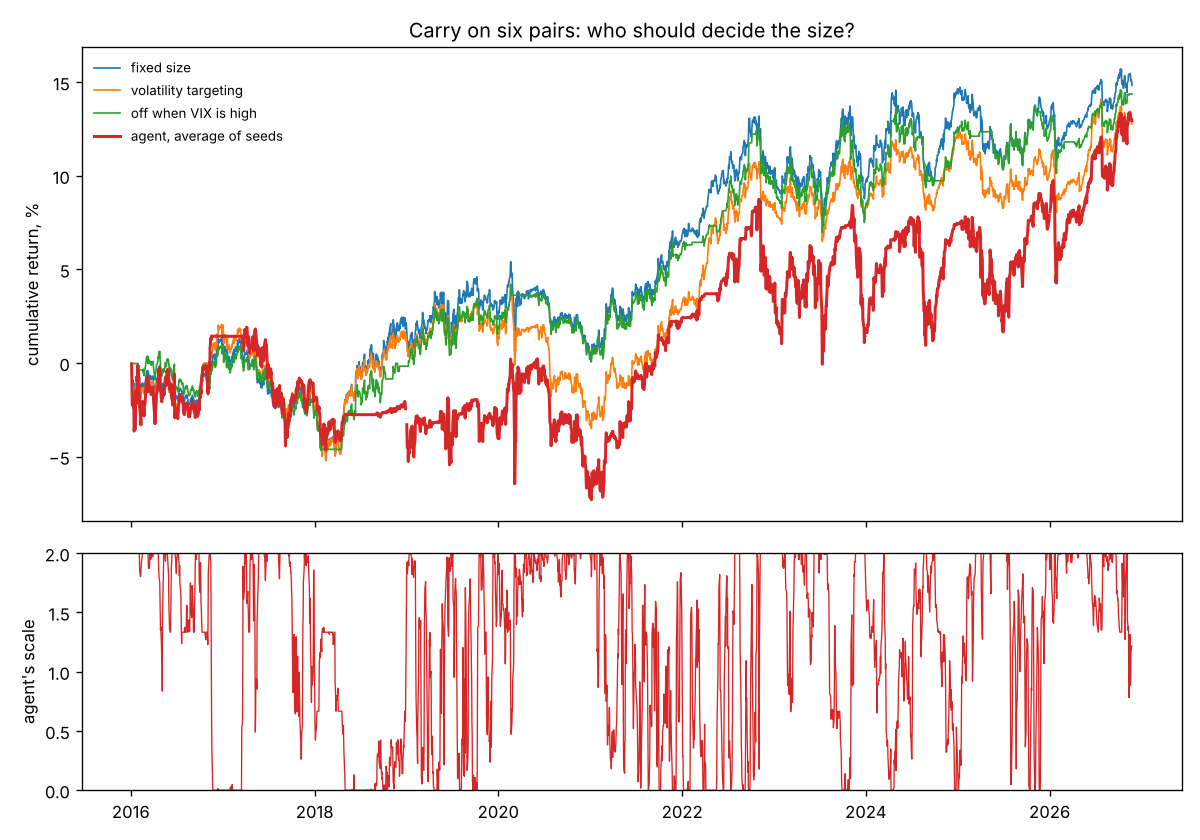 Carry on six pairs: who should decide the size?
fixed size
volatility targeting
off when VIX is high
agent, average of seeds
cumulative return, %
15
10
5
0
−5
agent's scale
2.0
1.5
1.0
0.5
0.0
2016
2018
2020
2022
2024
2026